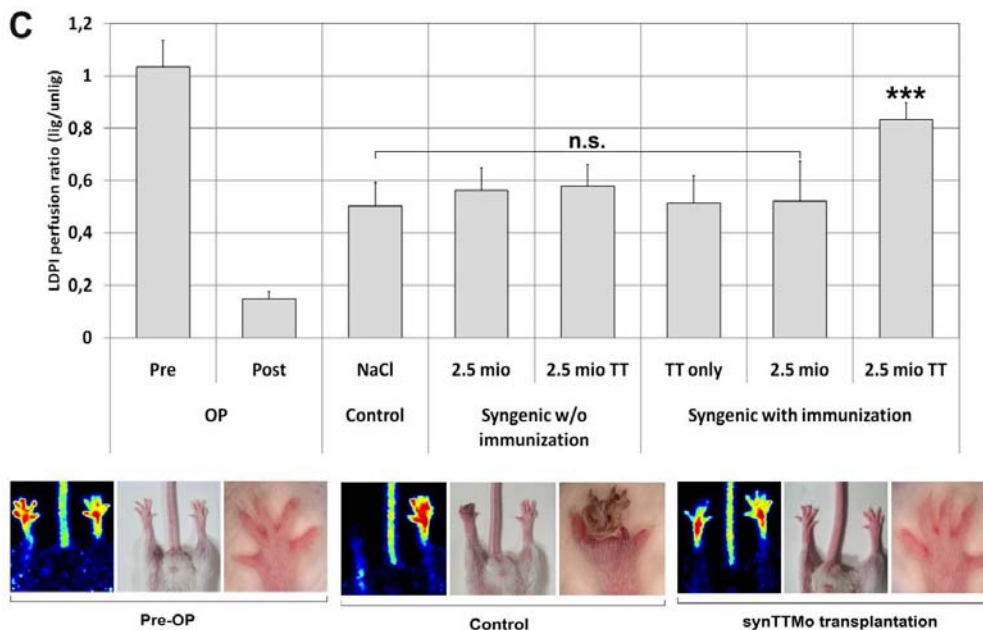 C
LDPI perfusion ratio (lig/unlig)
1,2
1
0,8
0,6
0,4
0,2
0
n.s.
***
Pre Post NaCl 2.5 mio 2.5 mio TT TT only 2.5 mio 2.5 mio TT
OP Control Syngenic w/o Syngenic with immunization
immunization
Pre-OP Control synTTMo transplantation